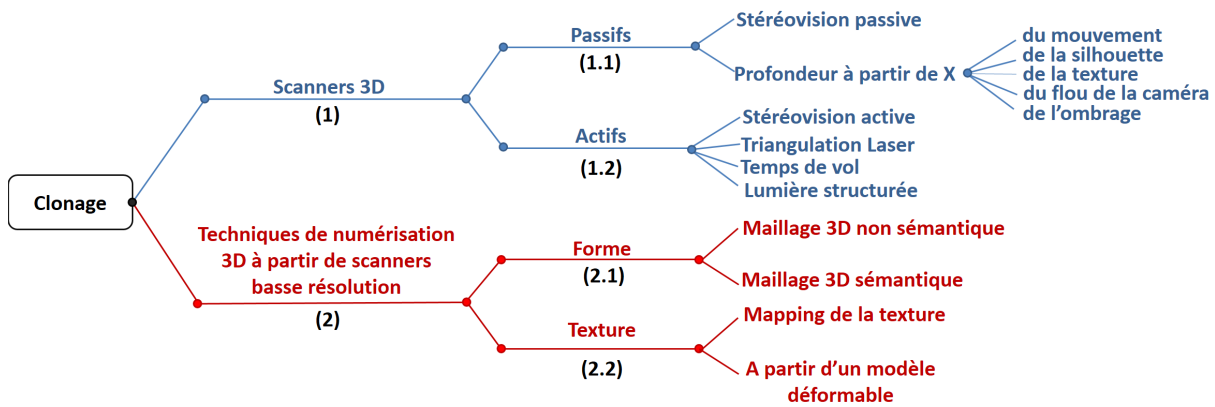 Clonage
Scanners 3D
(1)
Passifs
(1.1)
Stéréovision passive
Profondeur à partir de X
du mouvement
de la silhouette
de la texture
du flou de la caméra
de l'ombrage
Actifs
(1.2)
Stéréovision active
Triangulation Laser
Temps de vol
Lumière structurée
Techniques de numérisation
3D à partir de scanners
basse résolution
(2)
Forme
(2.1)
Maillage 3D non sémantique
Maillage 3D sémantique
Texture
(2.2)
Mapping de la texture
A partir d'un modèle
déformable